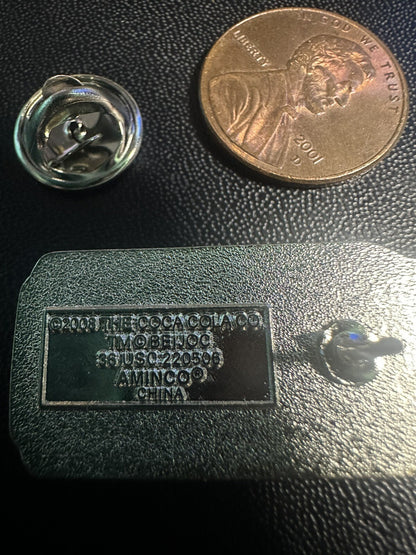 IN GOD WE TRUST
LIBERTY
2001
D
©2008 THE COCA COLA CO.
TM©BEIJOC
36 USC 220506
AMINCO®
CHINA